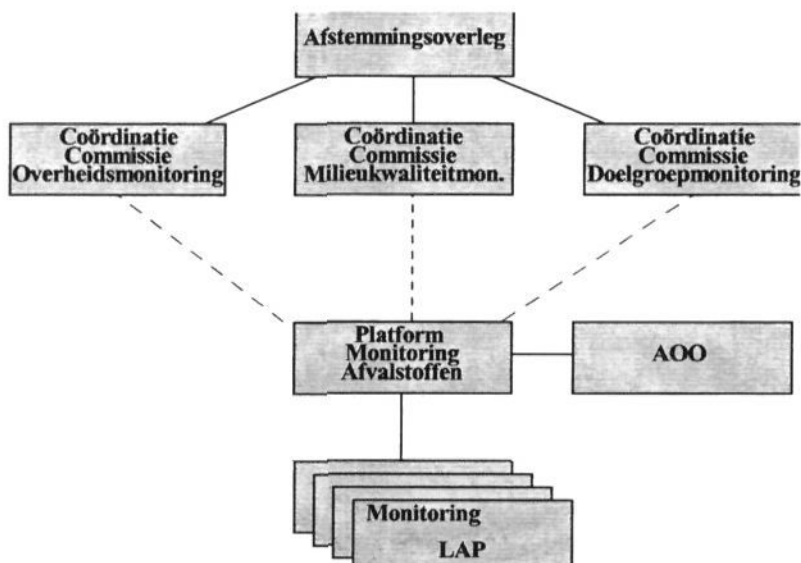 Afstemmingsoverleg
Coördinatie
Commissie
Overheidsmonitoring
Coördinatie
Commissie
Milieukwaliteitmon.
Coördinatie
Commissie
Doelgroepmonitoring
Platform
Monitoring
Afvalstoffen
AOO
Monitoring
LAP